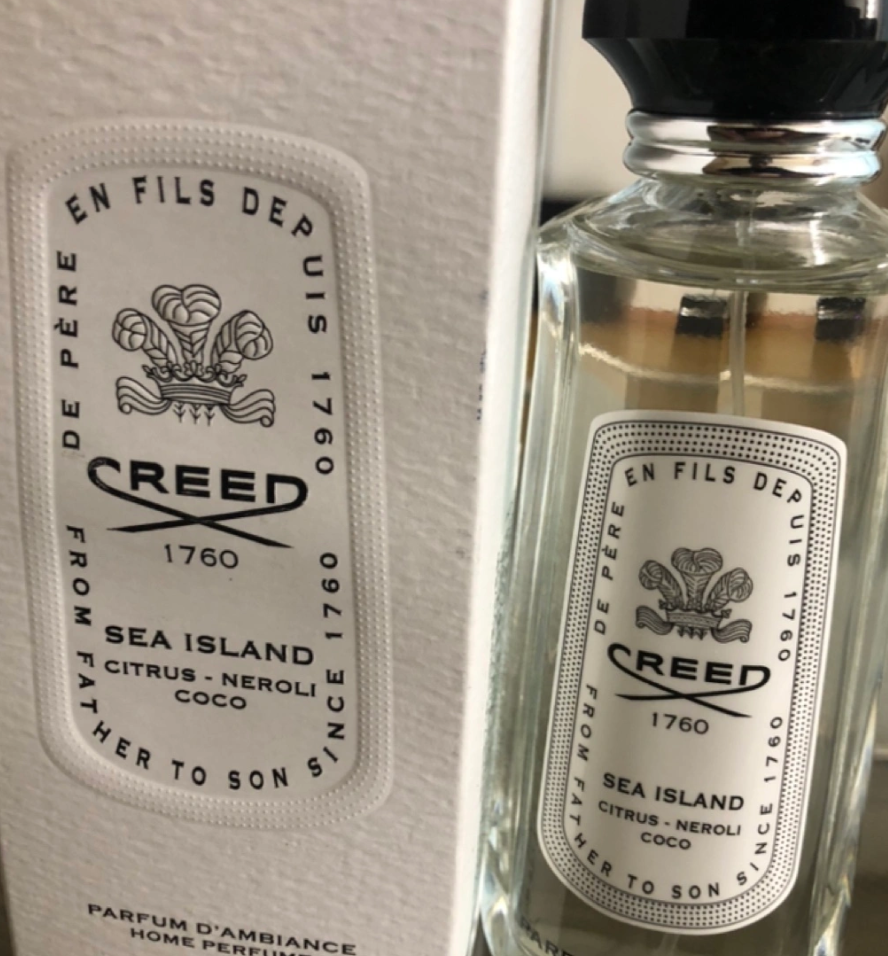 DE PÈRE EN FILS DEPUIS 1760
CREED
1760
SEA ISLAND
CITRUS - NEROLI
COCO
FROM FATHER TO SON SINCE 1760
PARFUM D'AMBIANCE
HOME PERFUME
DE PÈRE EN FILS DEPUIS 1760
CREED
1760
SEA ISLAND
CITRUS - NEROLI
COCO
FROM FATHER TO SON SINCE 1760